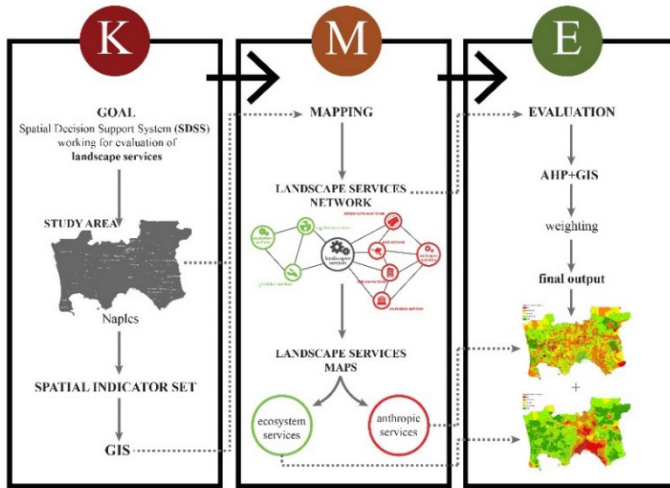 K
M
E
GOAL
Spatial Decision Support System (SDSS)
working for evaluation of
landscape services
STUDY AREA
Naples
SPATIAL INDICATOR SET
GIS
MAPPING
LANDSCAPE SERVICES
NETWORK
landscape
services
LANDSCAPE SERVICES
MAPS
ecosystem
services
anthropic
services
EVALUATION
AHP+GIS
weighting
final output
+